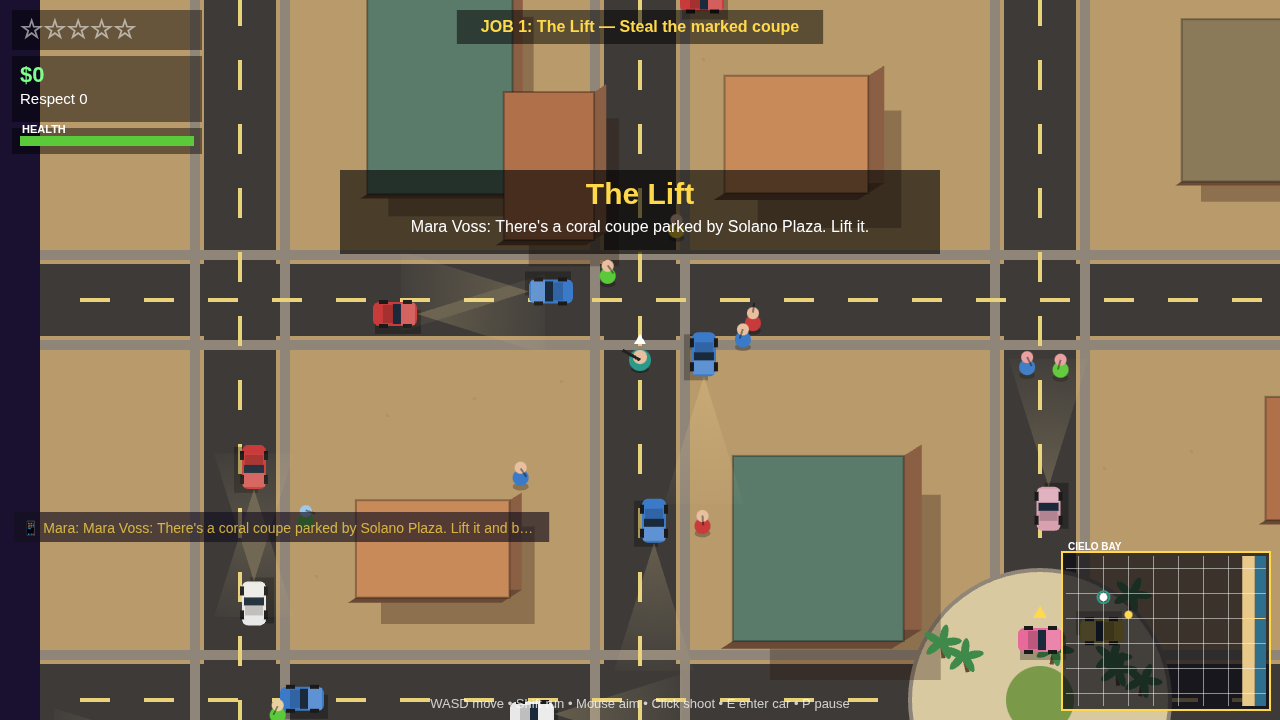 JOB 1: The Lift — Steal the marked coupe
$0
Respect 0
HEALTH
The Lift
Mara Voss: There's a coral coupe parked by Solano Plaza. Lift it.
Mara: Mara Voss: There's a coral coupe parked by Solano Plaza. Lift it and b…
CIELO BAY
WASD move • Shift run • Mouse aim • Click shoot • E enter car • P pause